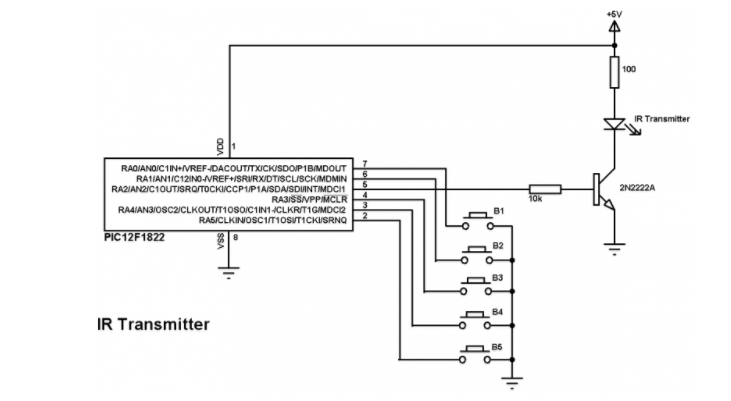 +5V
100
IR Transmitter
VDD
1
RA0/AN0/C1IN+/VREF-/DACOUT/TX/CK/SDO/P1B/MDOUT
7
RA1/AN1/C12IN0-/VREF+/SRI/RX/DT/SCL/SCK/MDMIN
6
RA2/AN2/C1OUT/SRQ/T0CKI/CCP1/P1A/SDA/SDI/INT/MDCI1
5
RA3/SS/VPP/MCLR
4
RA4/AN3/OSC2/CLKOUT/T1OSO/C1IN1-/CLKR/T1G/MDCI2
3
RA5/CLKIN/OSC1/T1OSI/T1CKI/SRNQ
2
10k
2N2222A
PIC12F1822
VSS
8
B1
B2
B3
B4
B5
IR Transmitter